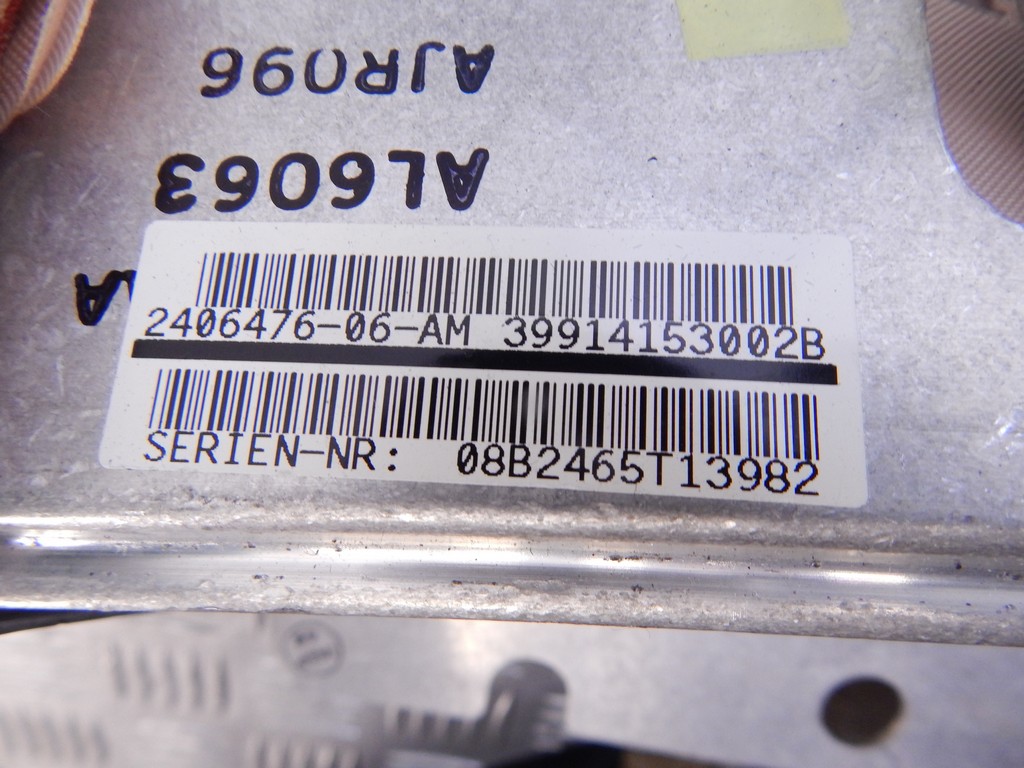 AJR096
AL6063
A
2406476-06-AM 39914153002B
SERIEN-NR: 08B2465T13982